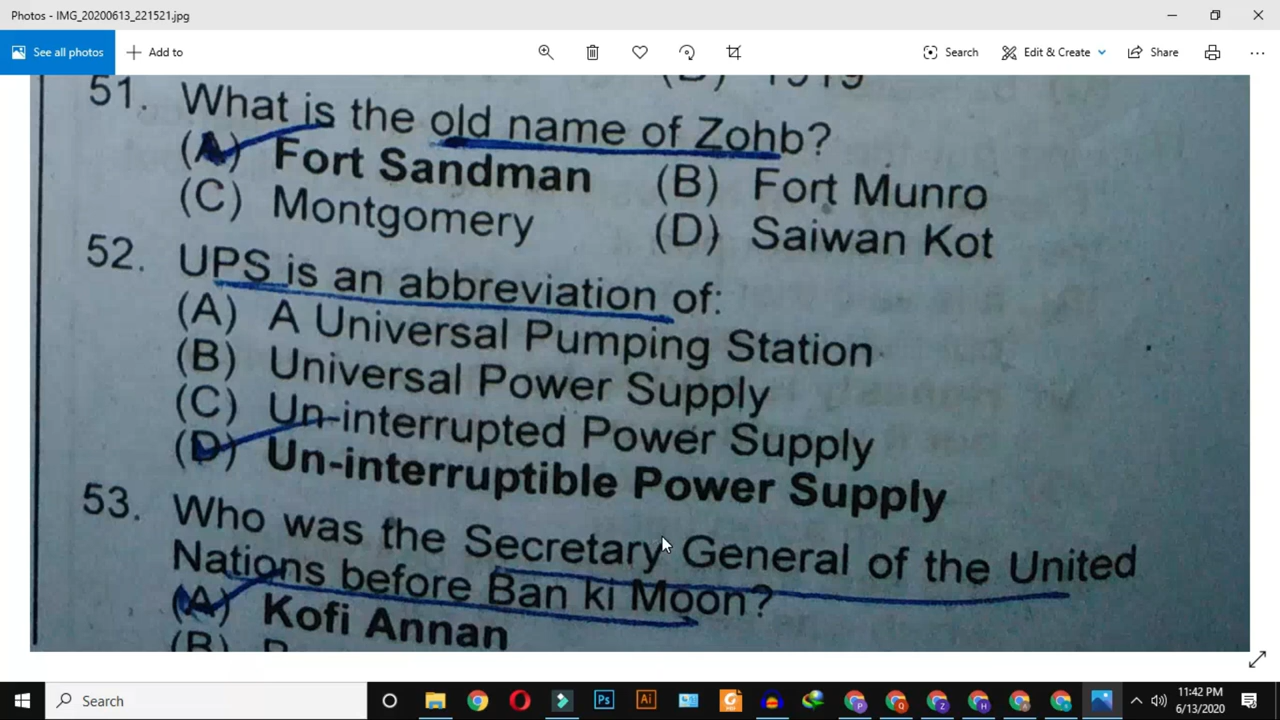 Photos - IMG_20200613_221521.jpg
See all photos
Add to
Search
Edit & Create
Share
(D) 1919
51. What is the old name of Zohb?
(A) Fort Sandman (B) Fort Munro
(C) Montgomery (D) Saiwan Kot
52. UPS is an abbreviation of:
(A) A Universal Pumping Station
(B) Universal Power Supply
(C) Un-interrupted Power Supply
(D) Un-interruptible Power Supply
53. Who was the Secretary General of the United
Nations before Ban ki Moon?
(A) Kofi Annan
(B)
Search
Ps
Ai
11:42 PM
6/13/2020